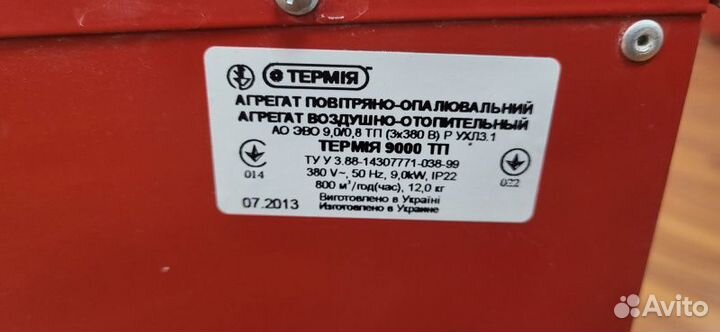 ТЕРМІЯ
АГРЕГАТ ПОВІТРЯНО-ОПАЛЮВАЛЬНИЙ
АГРЕГАТ ВОЗДУШНО-ОТОПИТЕЛЬНЫЙ
АО ЭВО 9,0/0,8 ТП (3х380 В) Р УХЛ3.1
ТЕРМІЯ 9000 ТП
ТУ У 3.88-14307771-038-99
380 V~, 50 Hz, 9,0kW, IP22
800 м³/год(час), 12,0 кг
014
022
07.2013
Виготовлено в Україні
Изготовлено в Украине
Avito